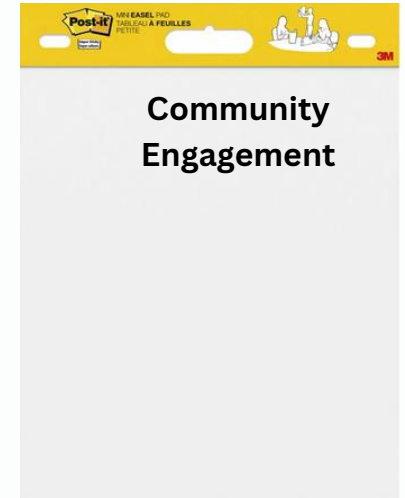 Post-it
MINI EASEL PAD
TABLEAU À FEUILLES
PETITE
3M
Community
Engagement